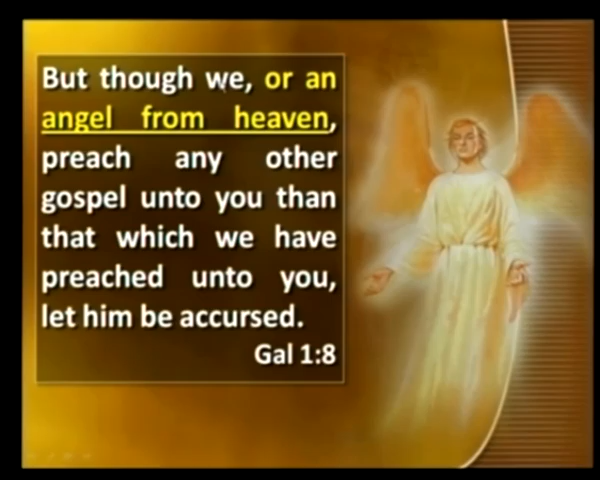 But though we, or an
angel from heaven,
preach any other
gospel unto you than
that which we have
preached unto you,
let him be accursed.
Gal 1:8